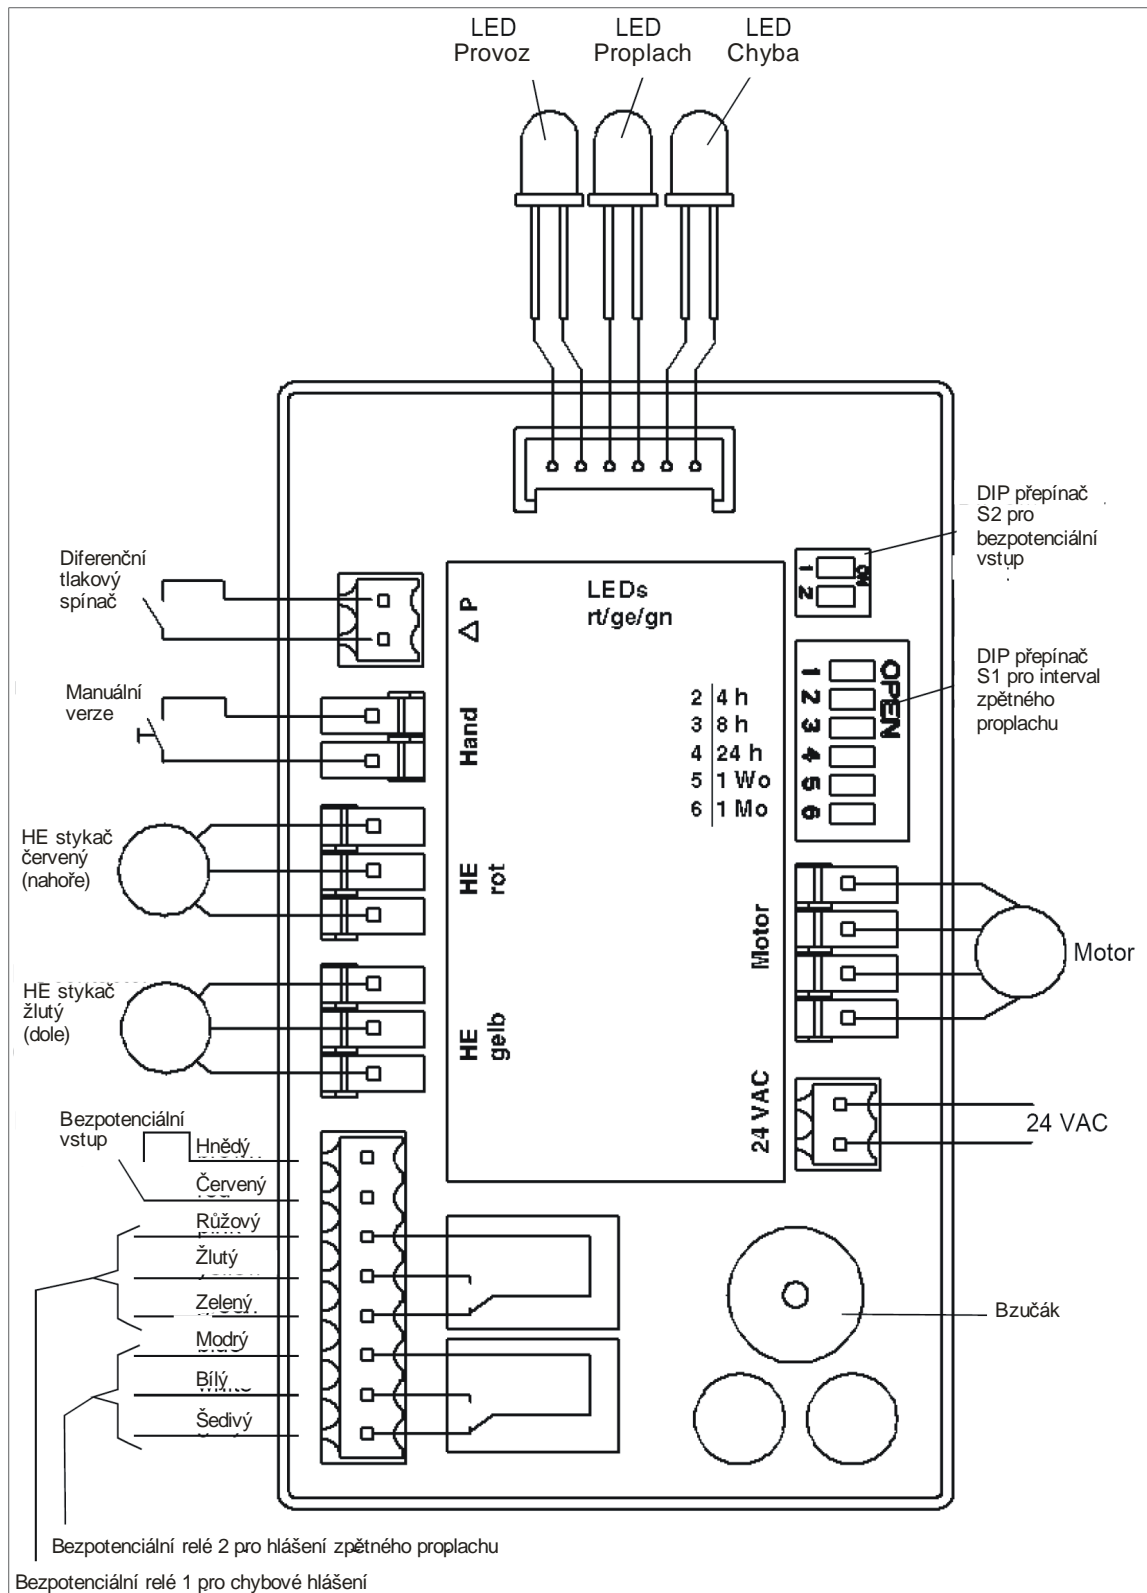 LED
Provoz
LED
Proplach
LED
Chyba
DIP přepínač
S2 pro
bezpotenciální
vstup
Diferenční
tlakový
spínač
△ P
LEDs
rt/ge/gn
1
2
ON
DIP přepínač
S1 pro interval
zpětného
proplachu
Manuální
verze
Hand
2 | 4 h
3 | 8 h
4 | 24 h
5 | 1 Wo
6 | 1 Mo
1
2
3
4
5
6
OPEN
HE stykač
červený
(nahoře)
HE
rot
Motor
Motor
HE stykač
žlutý
(dole)
HE
gelb
24 VAC
24 VAC
Bezpotenciální
vstup
Hnědý
Červený
Růžový
Žlutý
Zelený
Modrý
Bílý
Šedivý
Bzučák
Bezpotenciální relé 2 pro hlášení zpětného proplachu
Bezpotenciální relé 1 pro chybové hlášení